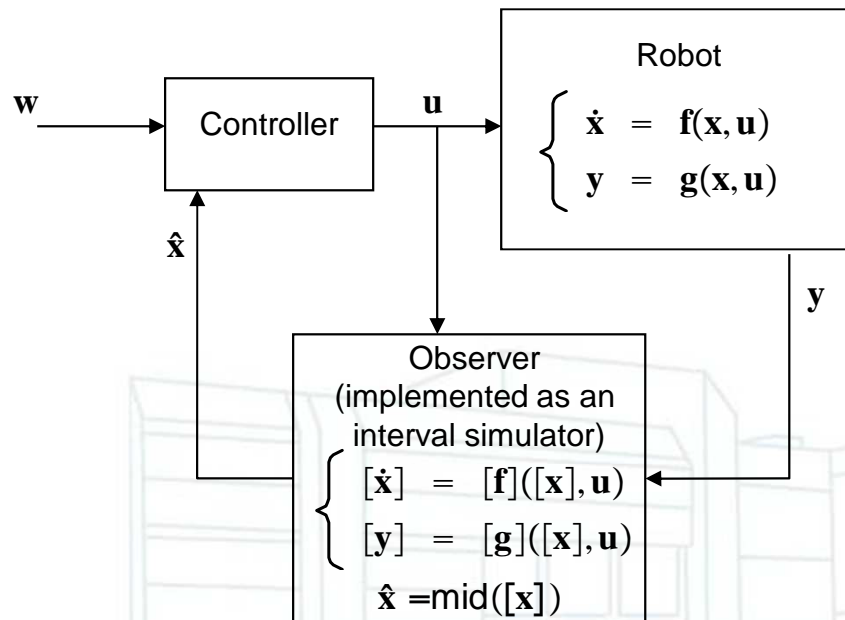 Robot
ẋ = f(x, u)
y = g(x, u)
w
Controller
u
x̂
y
Observer
(implemented as an
interval simulator)
[ẋ] = [f]([x], u)
[y] = [g]([x], u)
x̂ =mid([x])